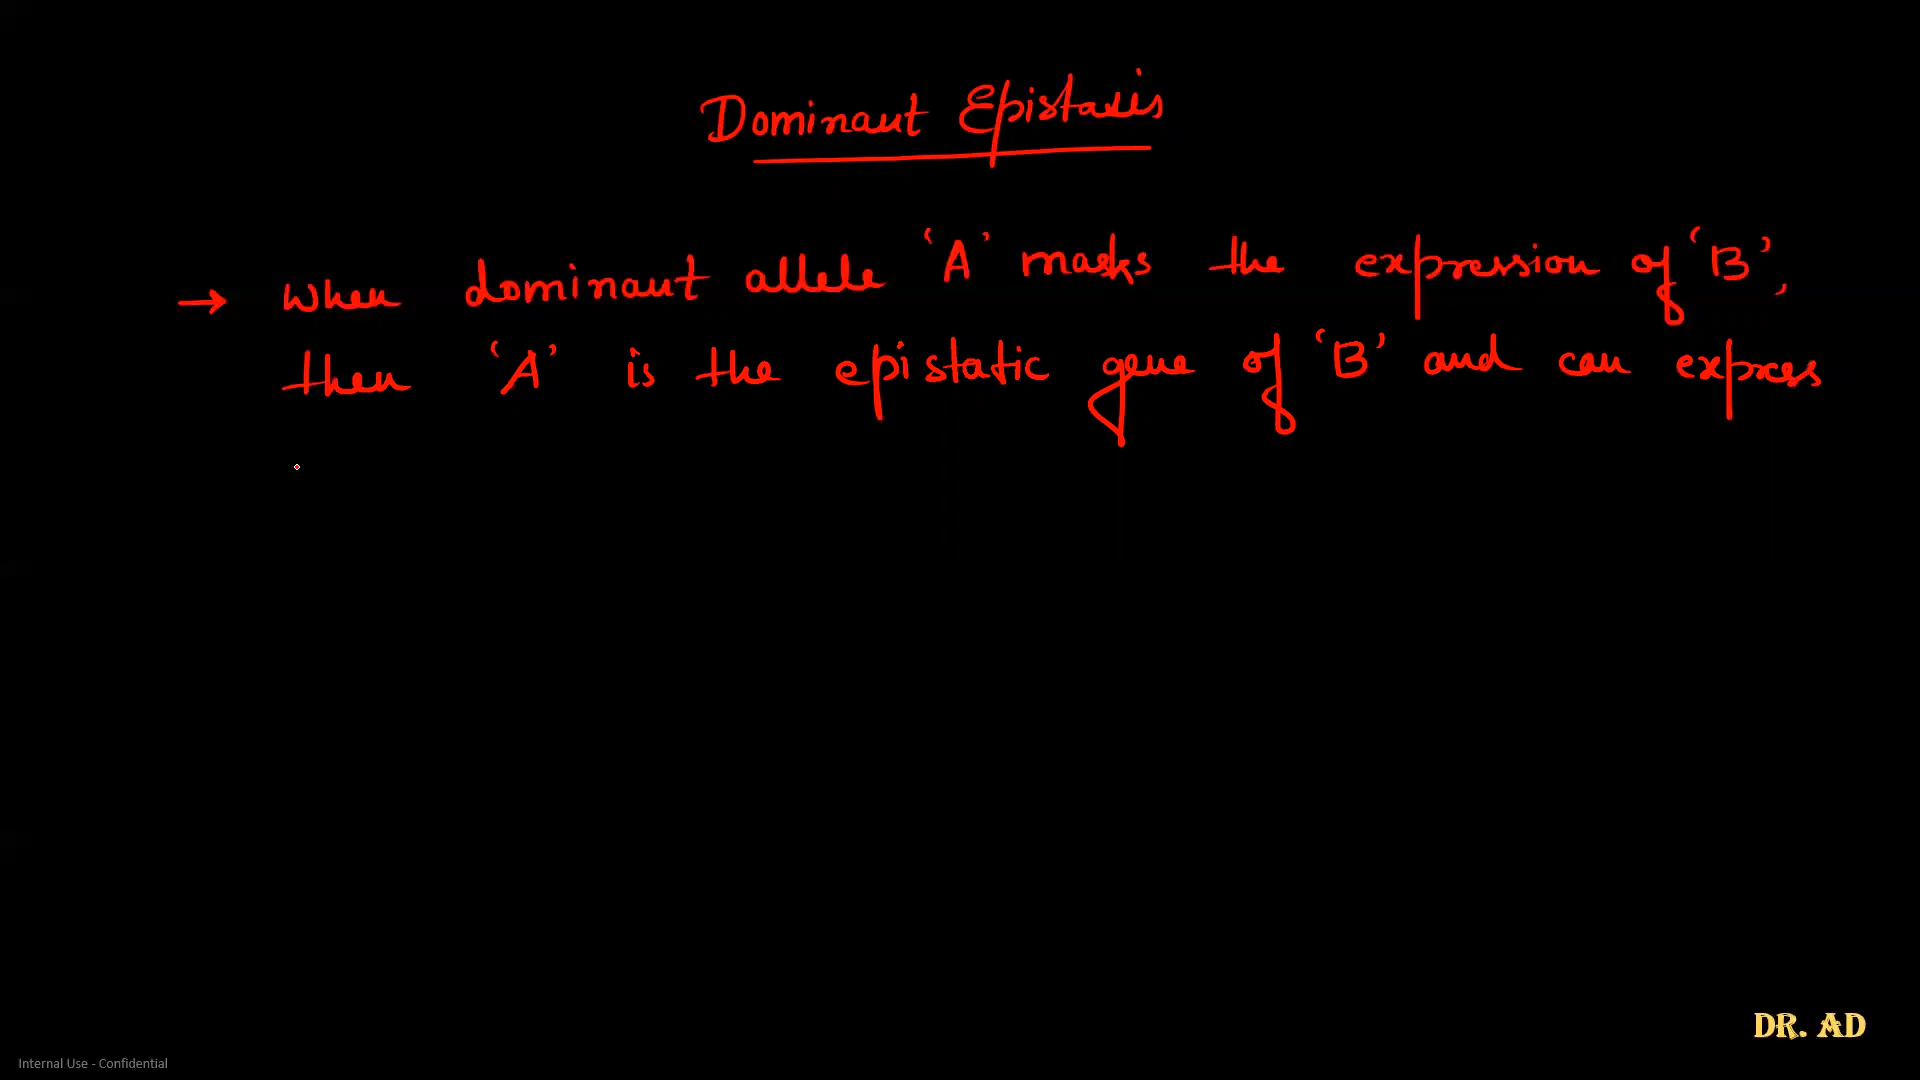 Dominant Epistasis
→ When dominant allele 'A' masks the expression of 'B',
then 'A' is the epistatic gene of 'B' and can express
DR. AD
Internal Use - Confidential